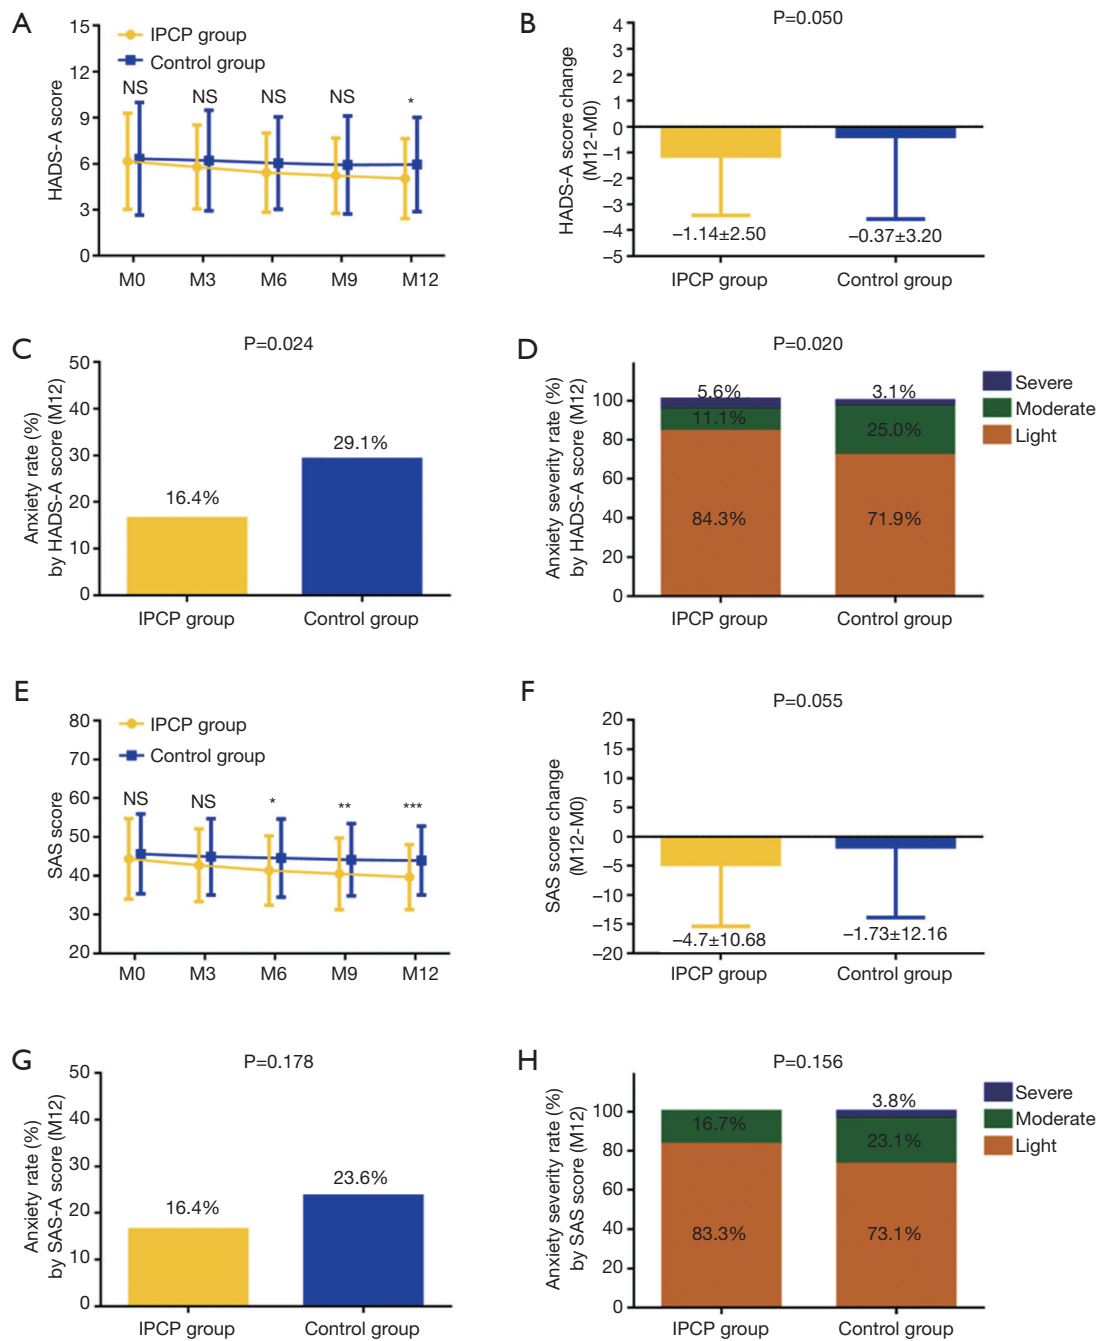 A
HADS-A score
15
12
9
6
3
0
IPCP group
Control group
NS
NS
NS
NS
*
M0 M3 M6 M9 M12
B
P=0.050
HADS-A score change
(M12-M0)
4
3
2
1
0
−1
−2
−3
−4
−5
−1.14±2.50
−0.37±3.20
IPCP group Control group
C
P=0.024
Anxiety rate (%)
by HADS-A score (M12)
50
40
30
20
10
0
16.4%
29.1%
IPCP group Control group
D
P=0.020
Anxiety severity rate (%)
by HADS-A score (M12)
100
80
60
40
20
0
5.6%
11.1%
84.3%
3.1%
25.0%
71.9%
IPCP group Control group
Severe
Moderate
Light
E
SAS score
80
70
60
50
40
30
20
IPCP group
Control group
NS
NS
*
**
***
M0 M3 M6 M9 M12
F
P=0.055
SAS score change
(M12-M0)
20
15
10
5
0
−5
−10
−15
−20
−4.7±10.68
−1.73±12.16
IPCP group Control group
G
P=0.178
Anxiety rate (%)
by SAS-A score (M12)
50
40
30
20
10
0
16.4%
23.6%
IPCP group Control group
H
P=0.156
Anxiety severity rate (%)
by SAS score (M12)
100
80
60
40
20
0
16.7%
83.3%
3.8%
23.1%
73.1%
IPCP group Control group
Severe
Moderate
Light